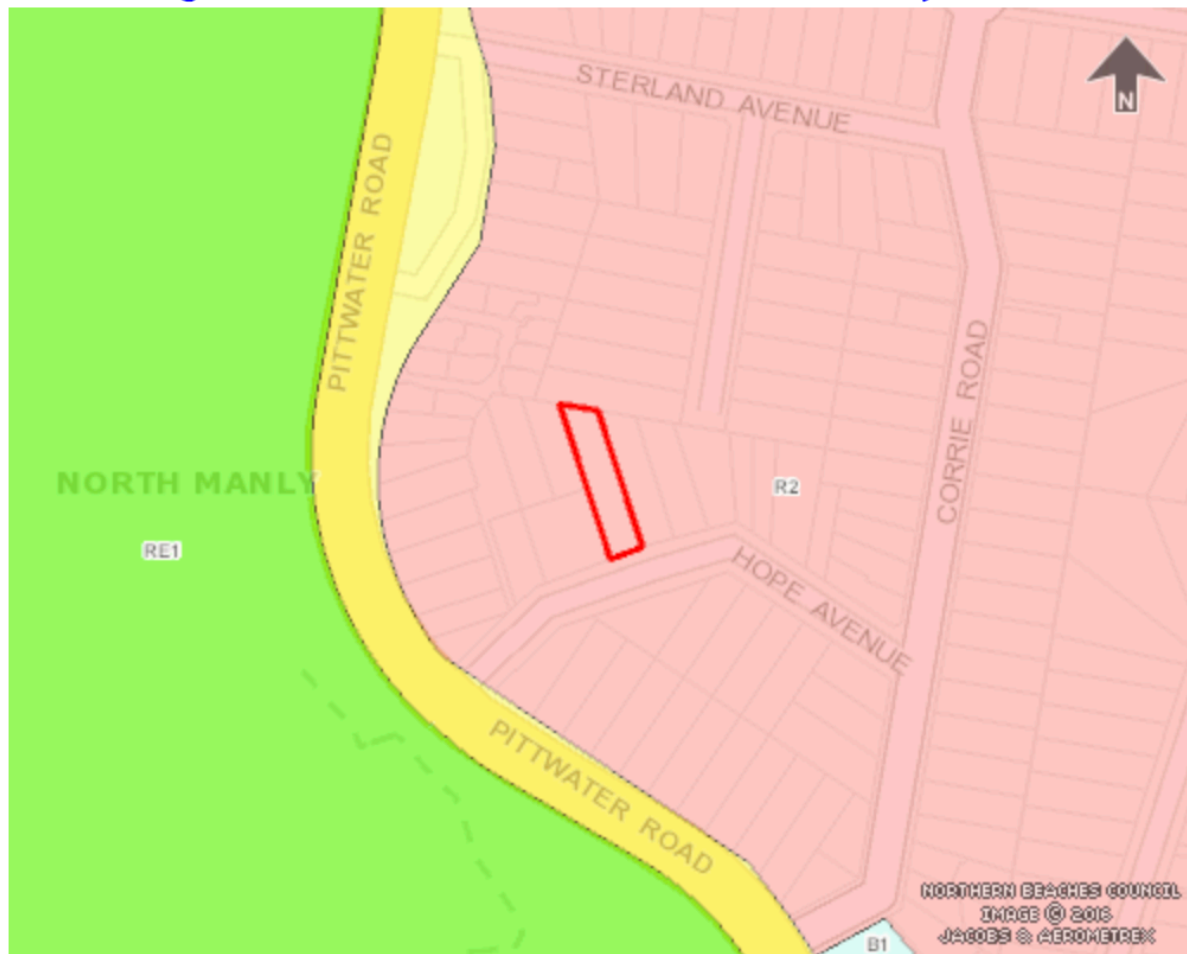 STERLAND AVENUE
N
PITTWATER ROAD
CORRIE ROAD
NORTH MANLY
R2
RE1
HOPE AVENUE
PITTWATER ROAD
NORTHERN BEACHES COUNCIL
IMAGE © 2016
JACOBS & AEROMETREX
B1